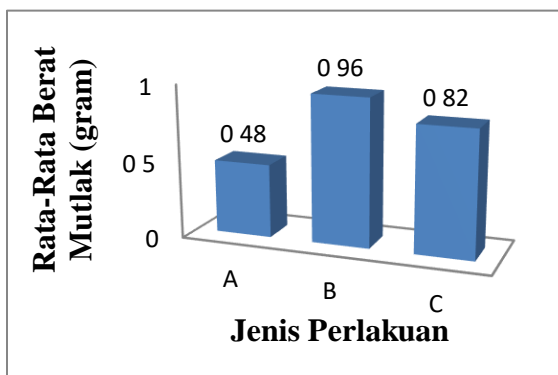 Rata-Rata Berat
Mutlak (gram)
1
0 5
0
0 48
0 96
0 82
A
B
C
Jenis Perlakuan